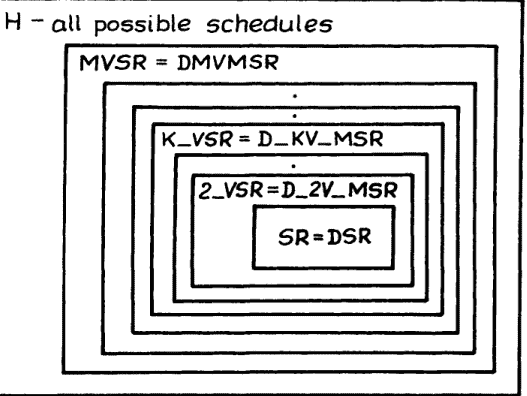 H - all possible schedules
MVSR = DMVMSR
K_VSR = D_KV_MSR
2_VSR = D_2V_MSR
SR = DSR